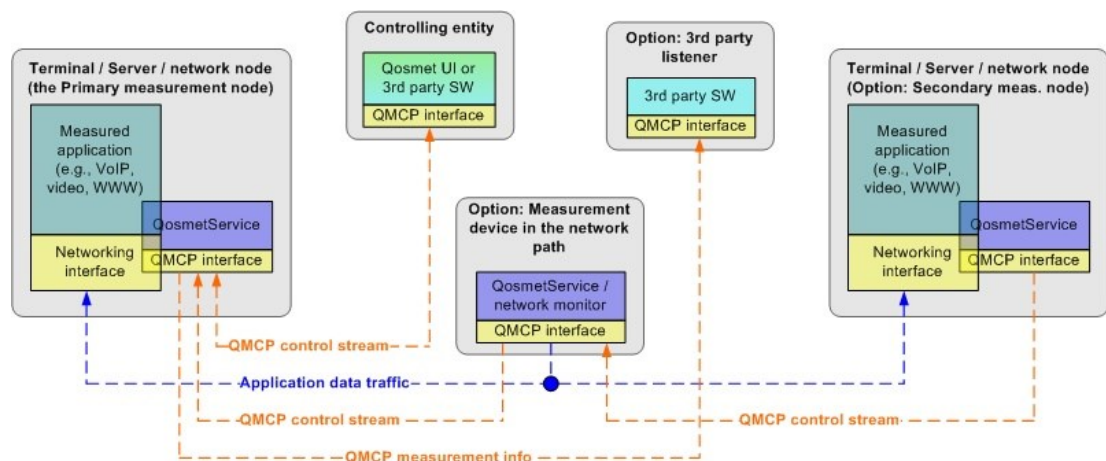 Controlling entity
Qosmet UI or
3rd party SW
QMCP interface
Option: 3rd party
listener
3rd party SW
QMCP interface
Terminal / Server / network node
(the Primary measurement node)
Measured
application
(e.g., VoIP,
video, WWW)
QosmetService
Networking
interface
QMCP interface
Option: Measurement
device in the network
path
QosmetService /
network monitor
QMCP interface
Terminal / Server / network node
(Option: Secondary meas. node)
Measured
application
(e.g., VoIP,
video, WWW)
QosmetService
Networking
interface
QMCP interface
QMCP control stream
Application data traffic
QMCP control stream
QMCP control stream
QMCP measurement info